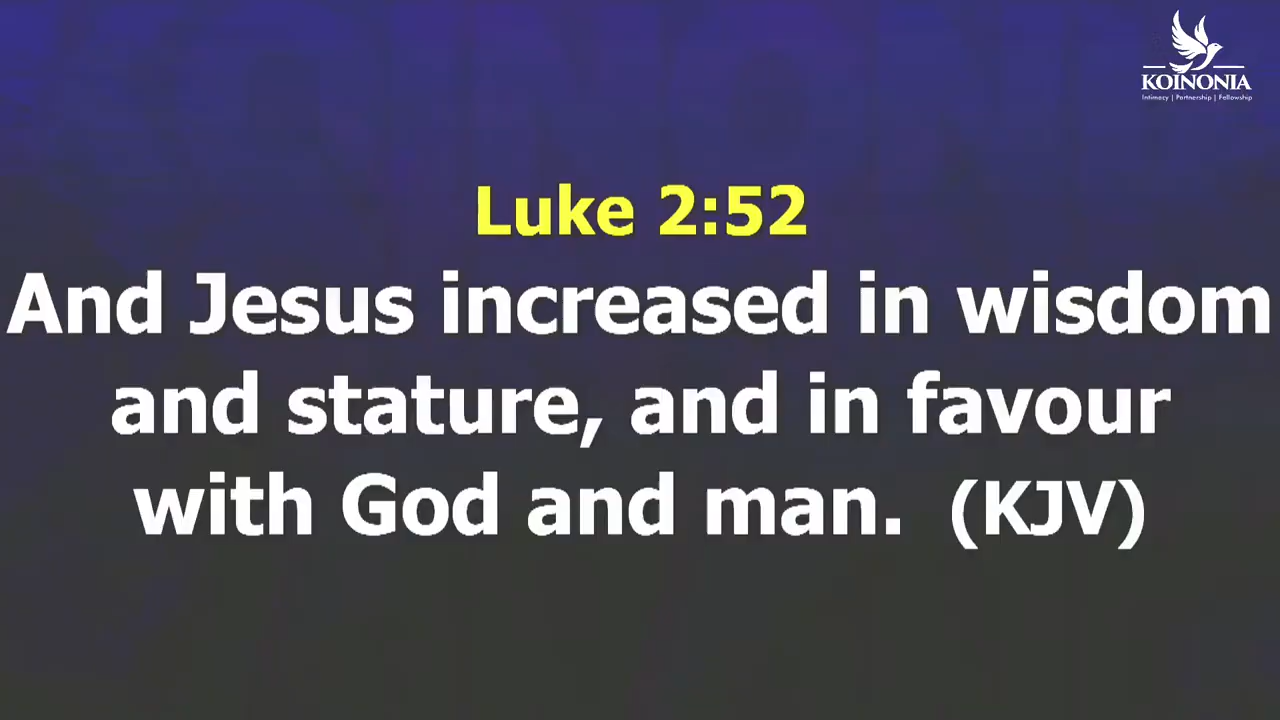 KOINONIA
Intimacy | Partnership | Fellowship
Luke 2:52
And Jesus increased in wisdom
and stature, and in favour
with God and man. (KJV)